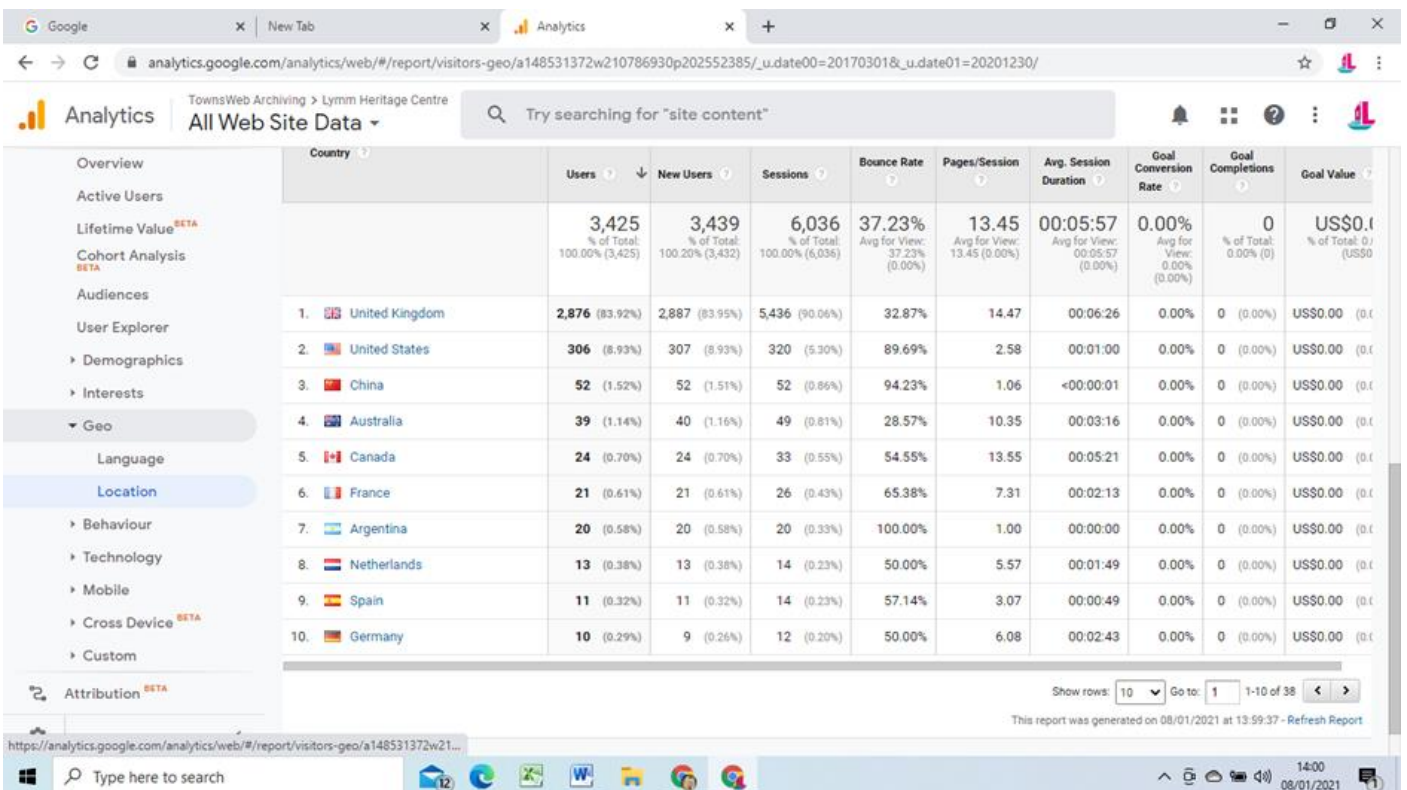 Google
New Tab
Analytics
analytics.google.com/analytics/web/#/report/visitors-geo/a148531372w210786930p202552385/_u.date00=20170301&_u.date01=20201230/
Analytics
TownsWeb Archiving > Lymm Heritage Centre
All Web Site Data
Try searching for "site content"
Overview
Active Users
Lifetime Value BETA
Cohort Analysis
BETA
Audiences
User Explorer
Demographics
Interests
Geo
Language
Location
Behaviour
Technology
Mobile
Cross Device BETA
Custom
Attribution BETA
Country Users New Users Sessions Bounce Rate Pages/Session Avg. Session Duration Goal Conversion Rate Goal Completions Goal Value
3,425 3,439 6,036 37.23% 13.45 00:05:57 0.00% 0 US$0.
% of Total: 100.00% (3,425) % of Total: 100.20% (3,432) % of Total: 100.00% (6,036) Avg for View: 37.23% (0.00%) Avg for View: 13.45 (0.00%) Avg for View: 00:05:57 (0.00%) Avg for View: 0.00% (0.00%) % of Total: 0.00% (0) % of Total: 0. (US$0
1. United Kingdom 2,876 (83.92%) 2,887 (83.95%) 5,436 (90.06%) 32.87% 14.47 00:06:26 0.00% 0 (0.00%) US$0.00 (0.
2. United States 306 (8.93%) 307 (8.93%) 320 (5.30%) 89.69% 2.58 00:01:00 0.00% 0 (0.00%) US$0.00 (0.
3. China 52 (1.52%) 52 (1.51%) 52 (0.86%) 94.23% 1.06 <00:00:01 0.00% 0 (0.00%) US$0.00 (0.
4. Australia 39 (1.14%) 40 (1.16%) 49 (0.81%) 28.57% 10.35 00:03:16 0.00% 0 (0.00%) US$0.00 (0.
5. Canada 24 (0.70%) 24 (0.70%) 33 (0.55%) 54.55% 13.55 00:05:21 0.00% 0 (0.00%) US$0.00 (0.
6. France 21 (0.61%) 21 (0.61%) 26 (0.43%) 65.38% 7.31 00:02:13 0.00% 0 (0.00%) US$0.00 (0.
7. Argentina 20 (0.58%) 20 (0.58%) 20 (0.33%) 100.00% 1.00 00:00:00 0.00% 0 (0.00%) US$0.00 (0.
8. Netherlands 13 (0.38%) 13 (0.38%) 14 (0.23%) 50.00% 5.57 00:01:49 0.00% 0 (0.00%) US$0.00 (0.
9. Spain 11 (0.32%) 11 (0.32%) 14 (0.23%) 57.14% 3.07 00:00:49 0.00% 0 (0.00%) US$0.00 (0.
10. Germany 10 (0.29%) 9 (0.26%) 12 (0.20%) 50.00% 6.08 00:02:43 0.00% 0 (0.00%) US$0.00 (0.
Show rows: 10 Go to: 1 1-10 of 38
This report was generated on 08/01/2021 at 13:59:37 - Refresh Report
https://analytics.google.com/analytics/web/#/report/visitors-geo/a148531372w21...
Type here to search
12
14:00
08/01/2021
1